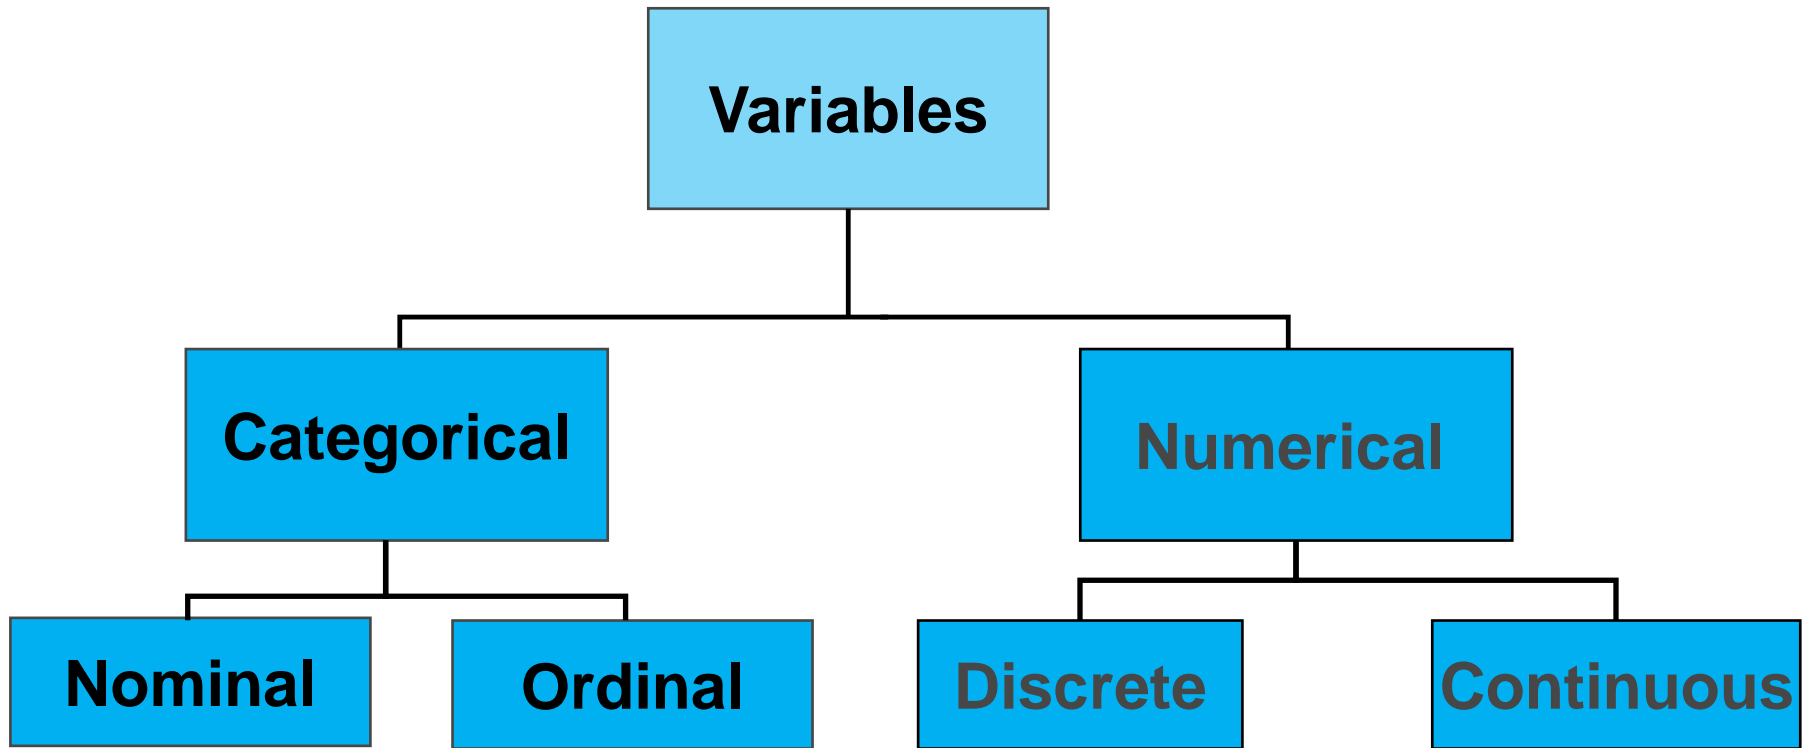 Variables
Categorical
Numerical
Nominal
Ordinal
Discrete
Continuous